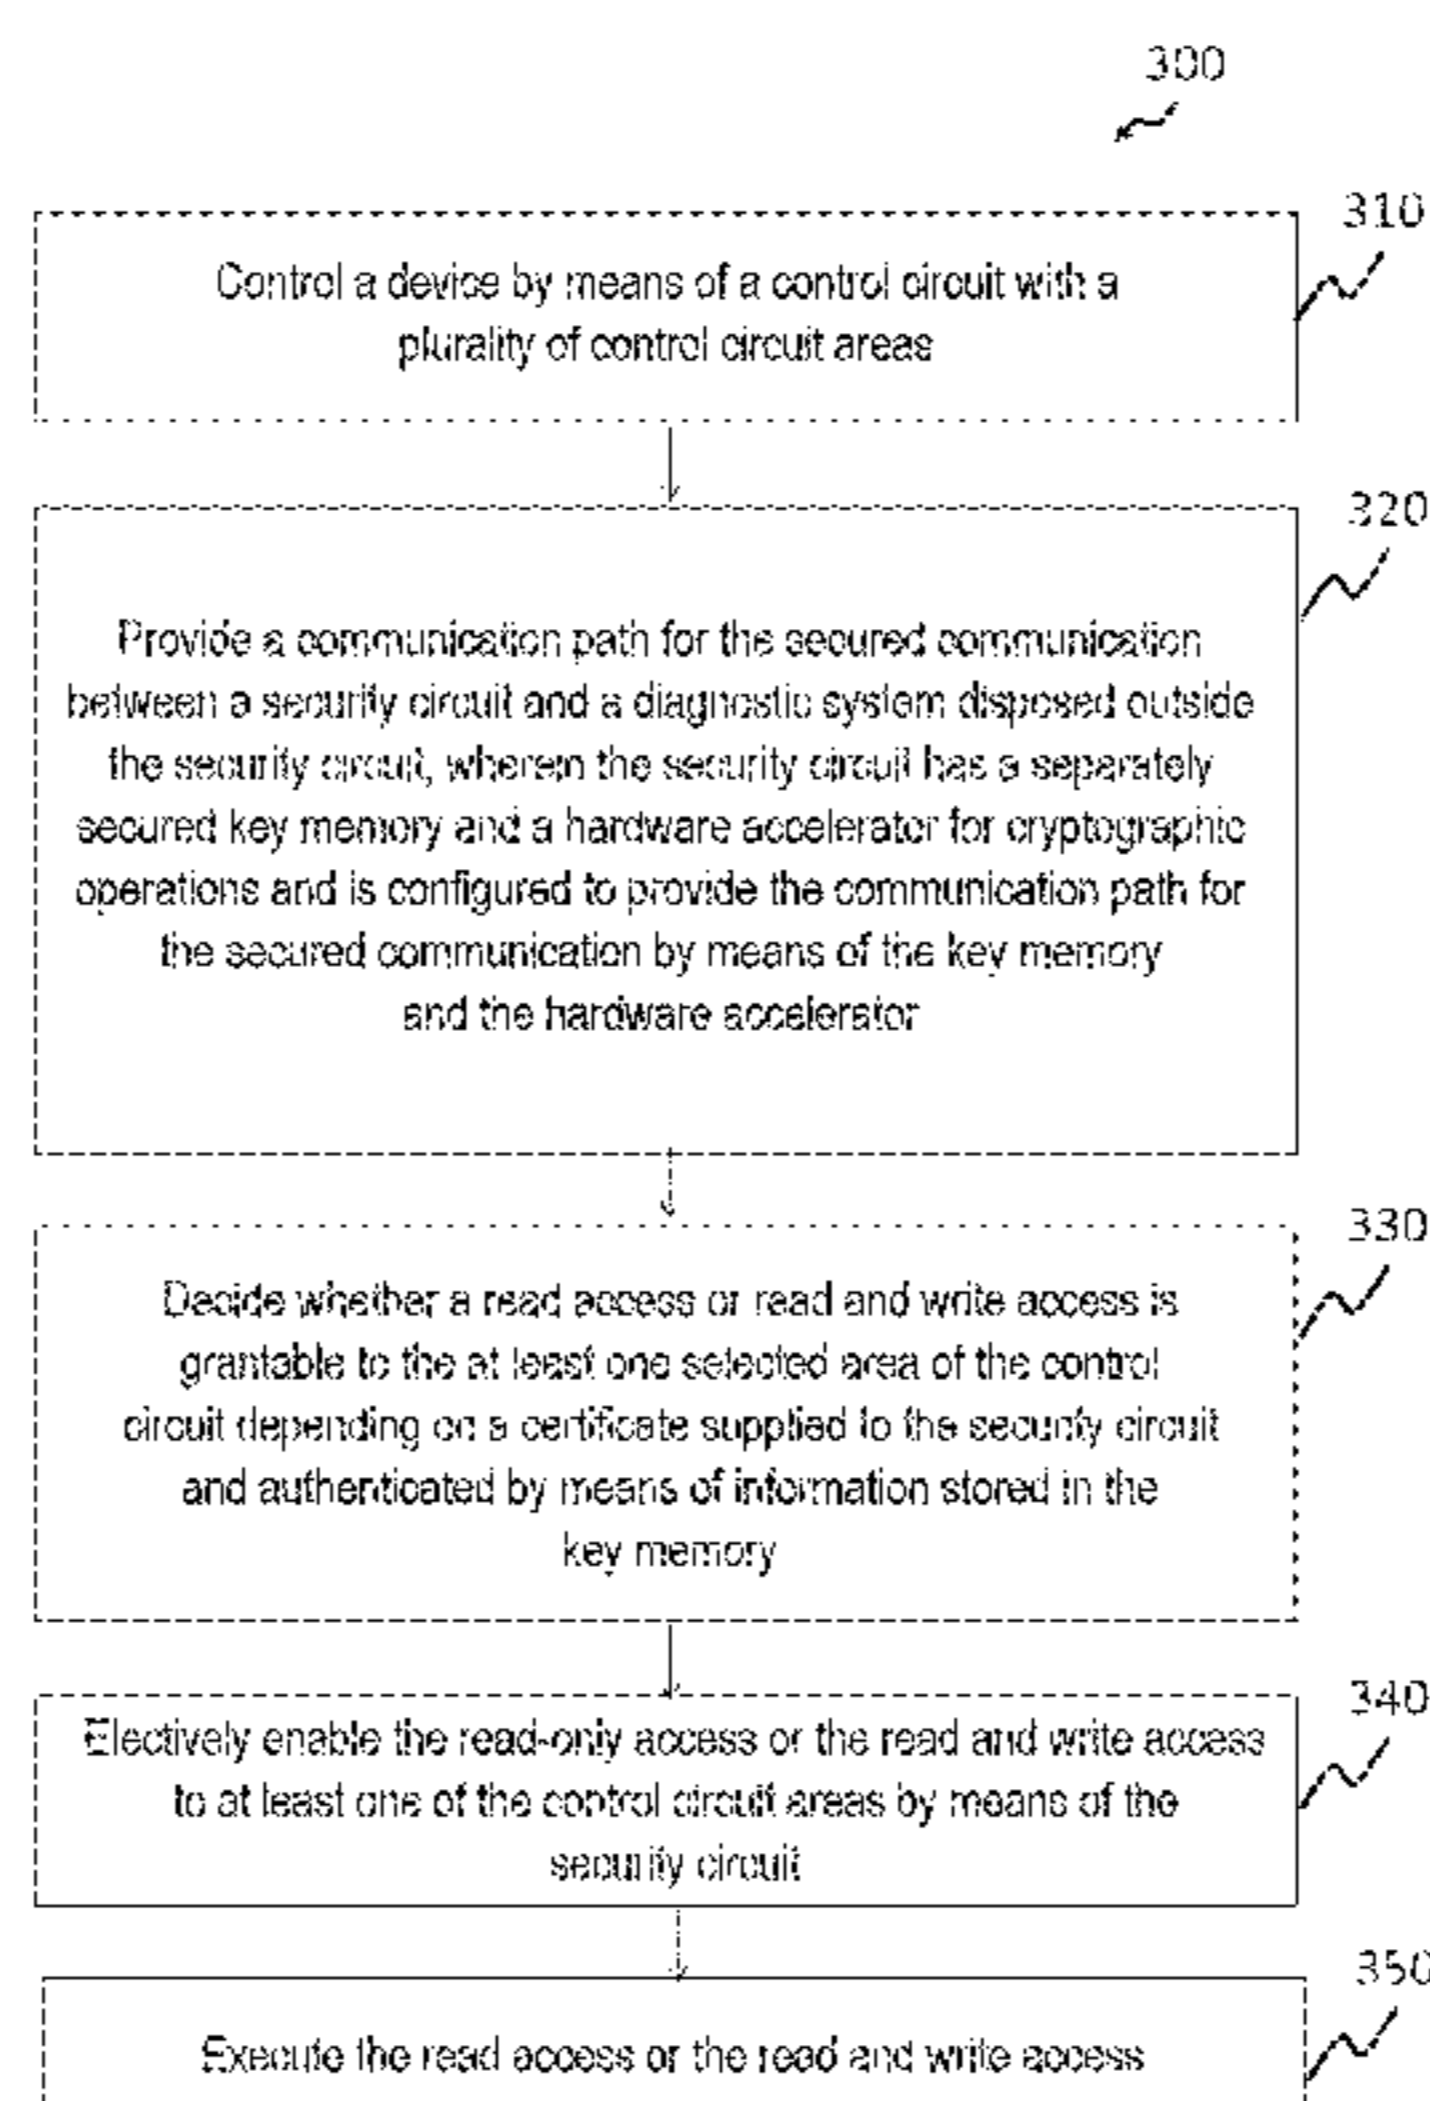 300
310
Control a device by means of a control circuit with a
plurality of control circuit areas
320
Provide a communication path for the secured communication
between a security circuit and a diagnostic system disposed outside
the security circuit, wherein the security circuit has a separately
secured key memory and a hardware accelerator for cryptographic
operations and is configured to provide the communication path for
the secured communication by means of the key memory
and the hardware accelerator
330
Decide whether a read access or read and write access is
grantable to the at least one selected area of the control
circuit depending on a certificate supplied to the security circuit
and authenticated by means of information stored in the
key memory
340
Electively enable the read-only access or the read and write access
to at least one of the control circuit areas by means of the
security circuit
350
Execute the read access or the read and write access